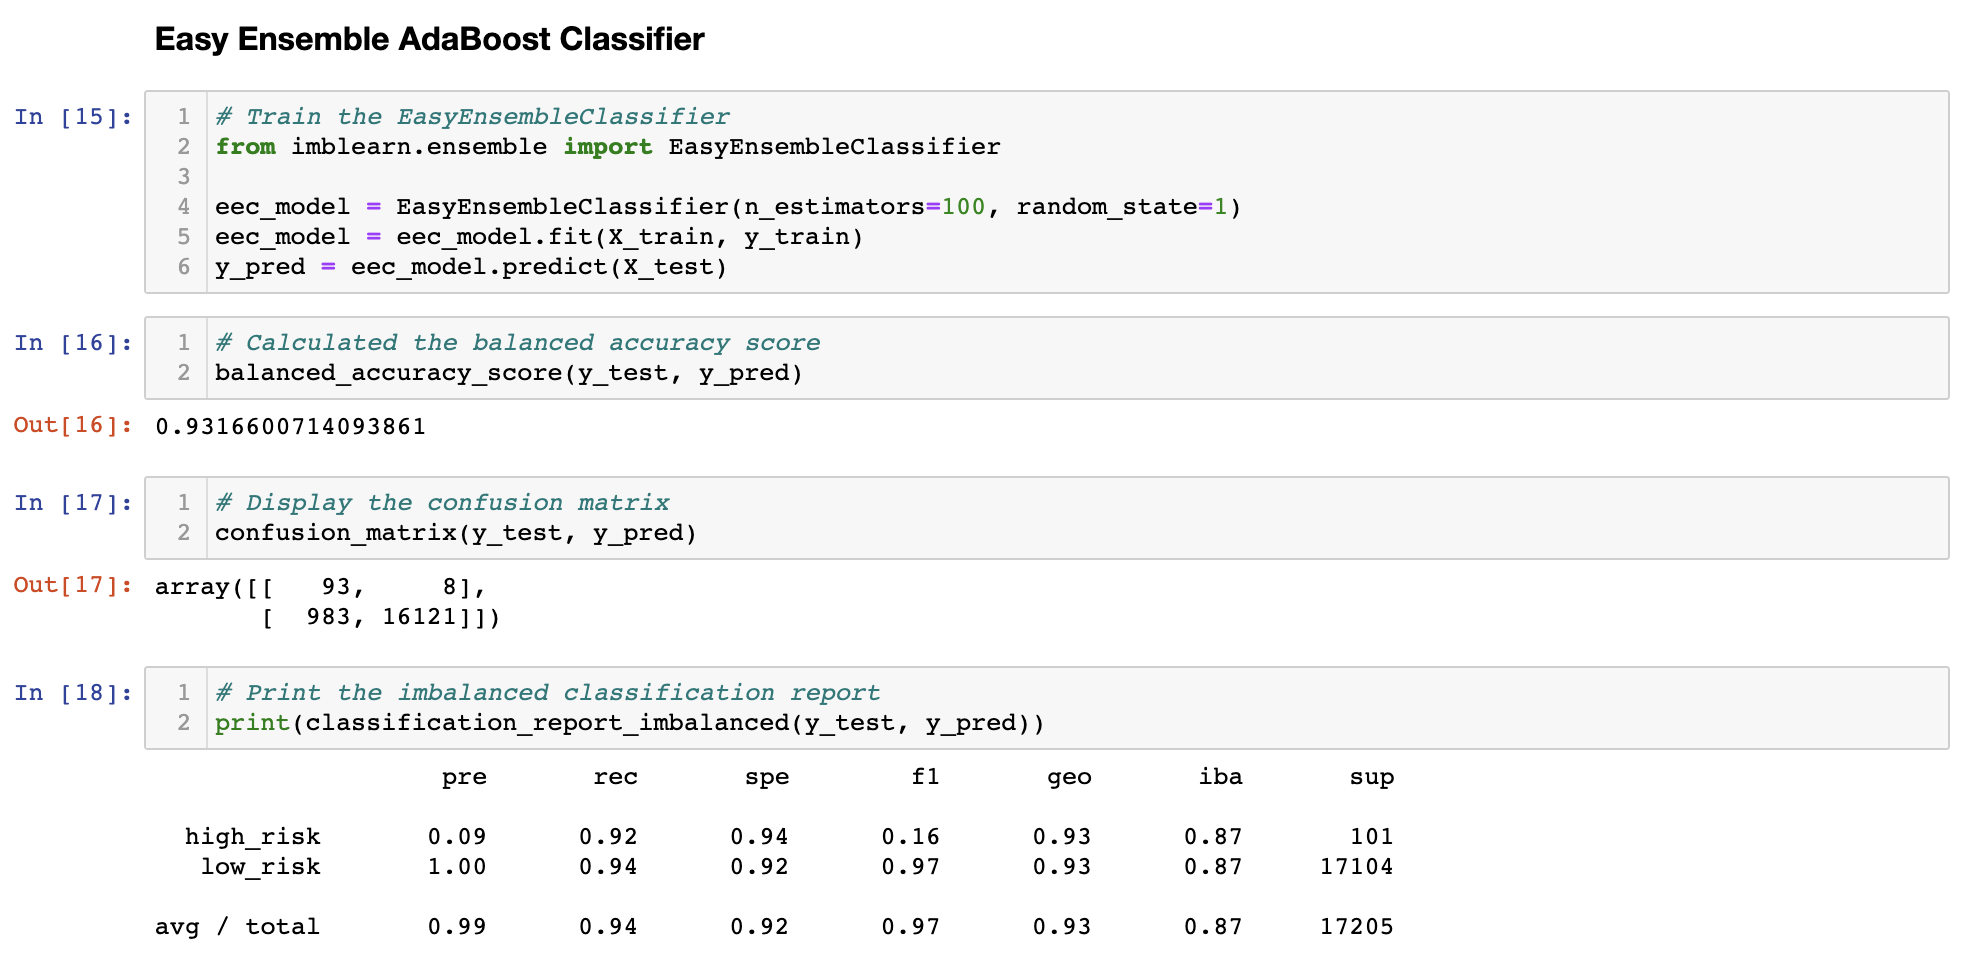 Easy Ensemble AdaBoost Classifier
In [15]:
1 # Train the EasyEnsembleClassifier
2 from imblearn.ensemble import EasyEnsembleClassifier
3
4 eec_model = EasyEnsembleClassifier(n_estimators=100, random_state=1)
5 eec_model = eec_model.fit(X_train, y_train)
6 y_pred = eec_model.predict(X_test)
In [16]:
1 # Calculated the balanced accuracy score
2 balanced_accuracy_score(y_test, y_pred)
Out[16]: 0.9316600714093861
In [17]:
1 # Display the confusion matrix
2 confusion_matrix(y_test, y_pred)
Out[17]: array([[   93,     8],
       [  983, 16121]])
In [18]:
1 # Print the imbalanced classification report
2 print(classification_report_imbalanced(y_test, y_pred))
pre rec spe f1 geo iba sup
high_risk 0.09 0.92 0.94 0.16 0.93 0.87 101
low_risk 1.00 0.94 0.92 0.97 0.93 0.87 17104
avg / total 0.99 0.94 0.92 0.97 0.93 0.87 17205